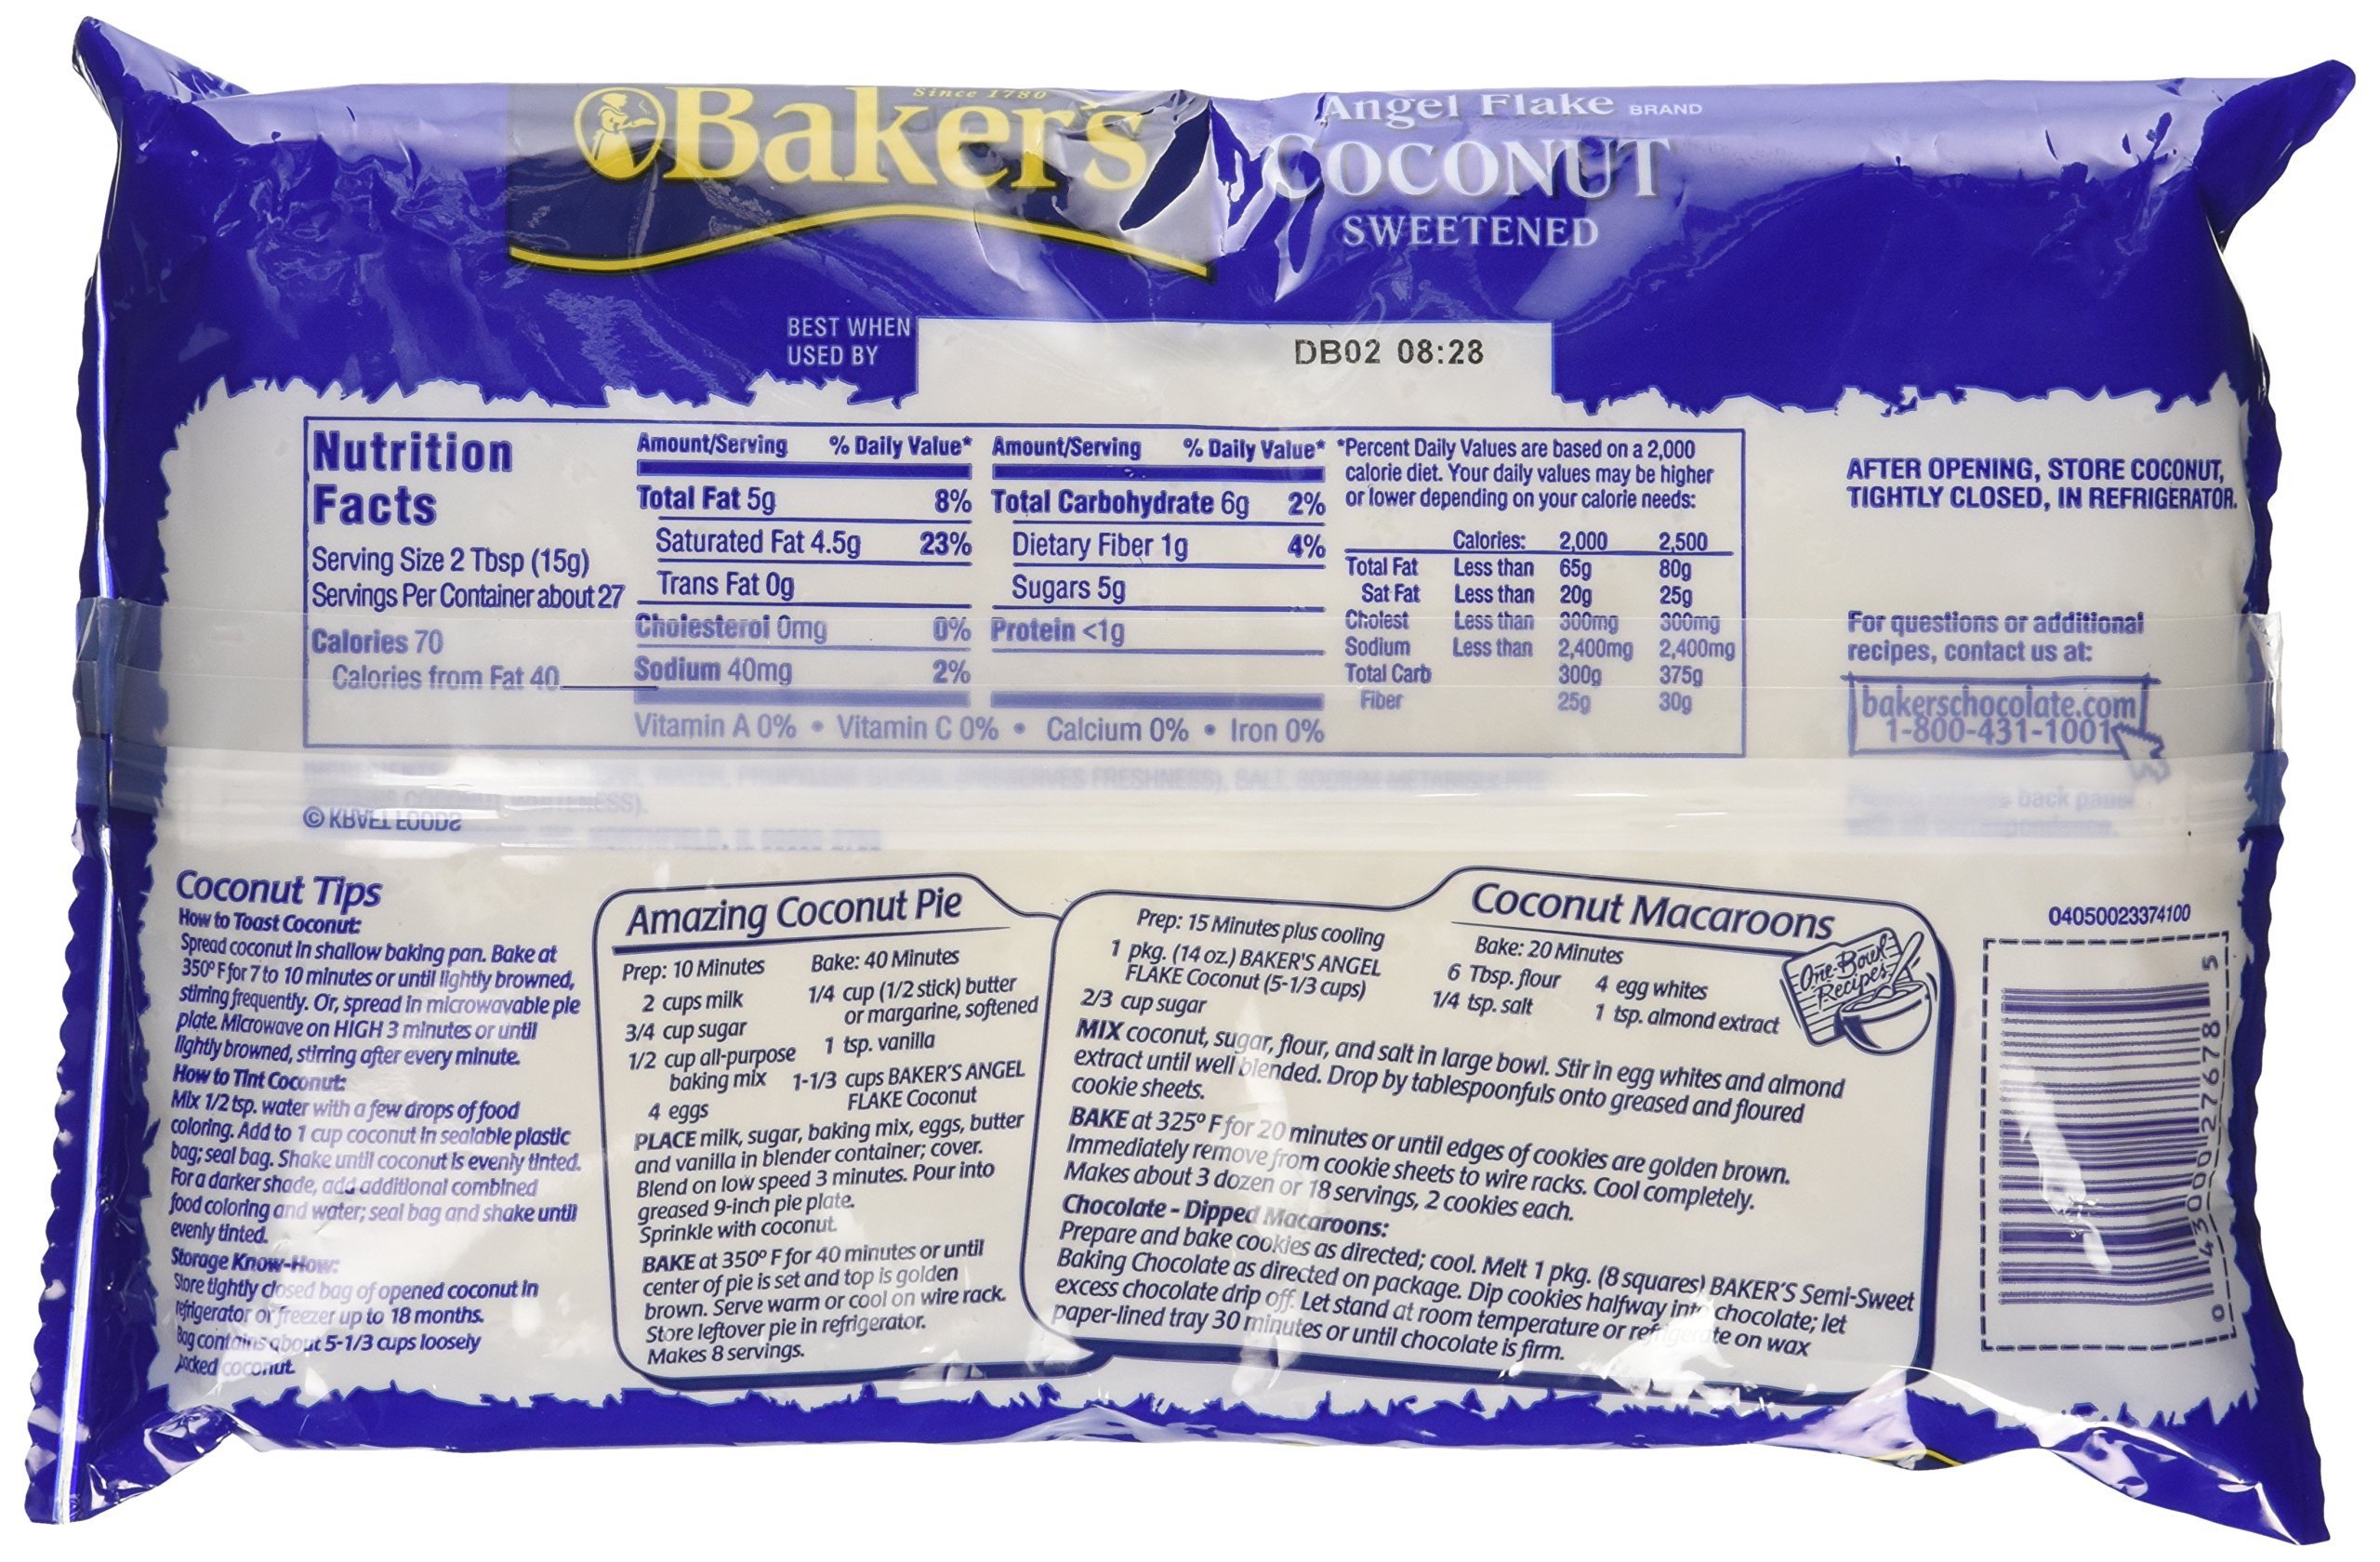 Since 1780
Baker's
Angel Flake BRAND
COCONUT
SWEETENED
BEST WHEN
USED BY
DB02 08:28
Nutrition
Facts
Serving Size 2 Tbsp (15g)
Servings Per Container about 27
Calories 70
Calories from Fat 40
Amount/Serving % Daily Value*
Total Fat 5g 8%
Saturated Fat 4.5g 23%
Trans Fat 0g
Cholesterol 0mg 0%
Sodium 40mg 2%
Amount/Serving % Daily Value*
Total Carbohydrate 6g 2%
Dietary Fiber 1g 4%
Sugars 5g
Protein <1g
Vitamin A 0% • Vitamin C 0% • Calcium 0% • Iron 0%
*Percent Daily Values are based on a 2,000
calorie diet. Your daily values may be higher
or lower depending on your calorie needs:
Calories: 2,000 2,500
Total Fat Less than 65g 80g
Sat Fat Less than 20g 25g
Cholest Less than 300mg 300mg
Sodium Less than 2,400mg 2,400mg
Total Carb 300g 375g
Fiber 25g 30g
AFTER OPENING, STORE COCONUT,
TIGHTLY CLOSED, IN REFRIGERATOR.
For questions or additional
recipes, contact us at:
bakerschocolate.com
1-800-431-1001
WATER, PROPYLENE FRESHNESS), SALT, SODIUM
back panel
© KRAFT FOODS
Coconut Tips
How to Toast Coconut:
Spread coconut in shallow baking pan. Bake at
350° F for 7 to 10 minutes or until lightly browned,
stirring frequently. Or, spread in microwavable pie
plate. Microwave on HIGH 3 minutes or until
lightly browned, stirring after every minute.
How to Tint Coconut:
Mix 1/2 tsp. water with a few drops of food
coloring. Add to 1 cup coconut in sealable plastic
bag; seal bag. Shake until coconut is evenly tinted.
For a darker shade, add additional combined
food coloring and water; seal bag and shake until
evenly tinted.
Storage Know-How:
Store tightly closed bag of opened coconut in
refrigerator or freezer up to 18 months.
Bag contains about 5-1/3 cups loosely
packed coconut.
Amazing Coconut Pie
Prep: 10 Minutes Bake: 40 Minutes
2 cups milk
3/4 cup sugar
1/2 cup all-purpose
baking mix
4 eggs
1/4 cup (1/2 stick) butter
or margarine, softened
1 tsp. vanilla
1-1/3 cups BAKER'S ANGEL
FLAKE Coconut
PLACE milk, sugar, baking mix, eggs, butter
and vanilla in blender container; cover.
Blend on low speed 3 minutes. Pour into
greased 9-inch pie plate.
Sprinkle with coconut.
BAKE at 350° F for 40 minutes or until
center of pie is set and top is golden
brown. Serve warm or cool on wire rack.
Store leftover pie in refrigerator.
Makes 8 servings.
Coconut Macaroons
Prep: 15 Minutes plus cooling Bake: 20 Minutes
1 pkg. (14 oz.) BAKER'S ANGEL
FLAKE Coconut (5-1/3 cups)
2/3 cup sugar
6 Tbsp. flour
1/4 tsp. salt
4 egg whites
1 tsp. almond extract
One-Bowl
Recipes
MIX coconut, sugar, flour, and salt in large bowl. Stir in egg whites and almond
extract until well blended. Drop by tablespoonfuls onto greased and floured
cookie sheets.
BAKE at 325° F for 20 minutes or until edges of cookies are golden brown.
Immediately remove from cookie sheets to wire racks. Cool completely.
Makes about 3 dozen or 18 servings, 2 cookies each.
Chocolate - Dipped Macaroons:
Prepare and bake cookies as directed; cool. Melt 1 pkg. (8 squares) BAKER'S Semi-Sweet
Baking Chocolate as directed on package. Dip cookies halfway into chocolate; let
excess chocolate drip off. Let stand at room temperature or refrigerate on wax
paper-lined tray 30 minutes or until chocolate is firm.
04050023374100
0 43000 27678 5